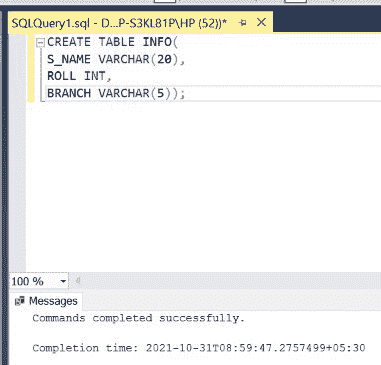 SQLQuery1.sql - D...P-S3KL81P\HP (52))*
CREATE TABLE INFO(
S_NAME VARCHAR(20),
ROLL INT,
BRANCH VARCHAR(5));
100 %
Messages
Commands completed successfully.
Completion time: 2021-10-31T08:59:47.2757499+05:30